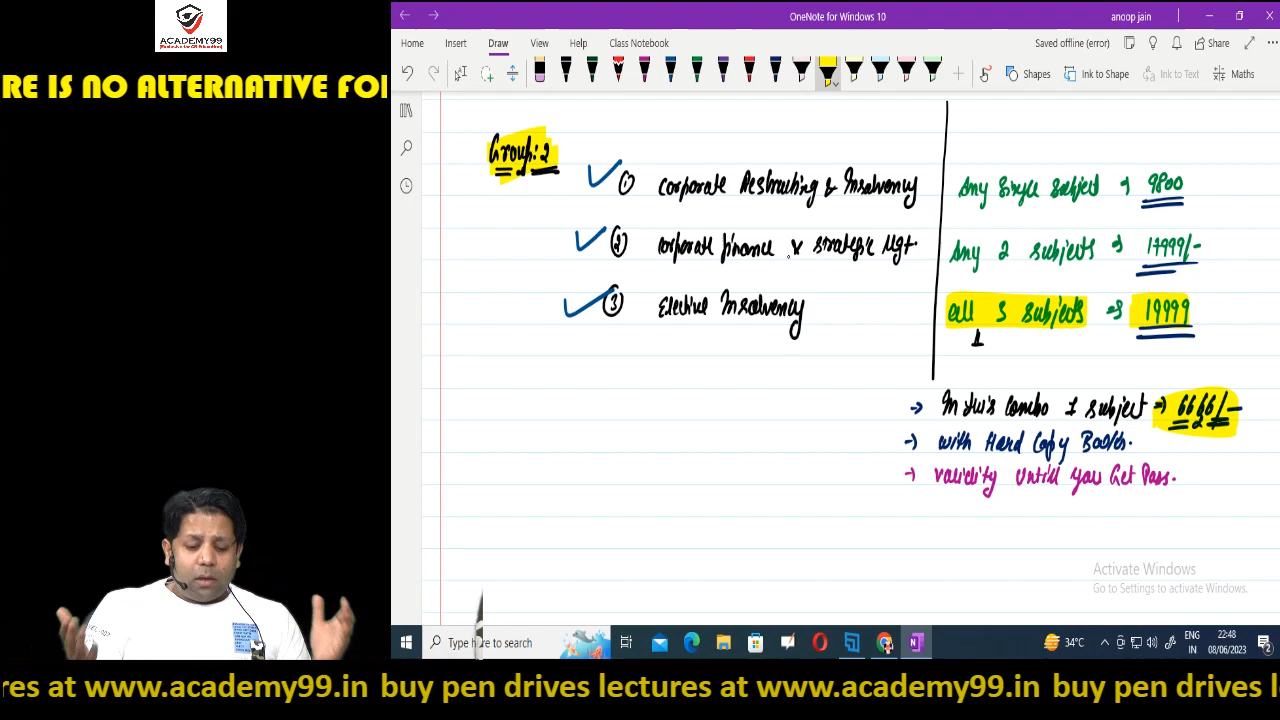 ACADEMY99
RE IS NO ALTERNATIVE FOR
OneNote for Windows 10
anoop jain
Home Insert Draw View Help Class Notebook
Saved offline (error)
Share
Shapes Ink to Shape Ink to Text Maths
Group: 2
① Corporate Restructing & Insolvency
② Corporate finance & Strategic Mgt.
③ Elective Insolvency
Any Single Subject → 9800
Any 2 Subjects → 17999/-
all 3 Subjects → 19999
1
→ In this Combo 1 Subject → 6666/-
→ with Hard Copy Books.
→ Validity Untill You Get Pass.
Activate Windows
Go to Settings to activate Windows.
Type here to search
34°C
ENG
IN
22:48
08/06/2023
2
res at www.academy99.in buy pen drives lectures at www.academy99.in buy pen drives l